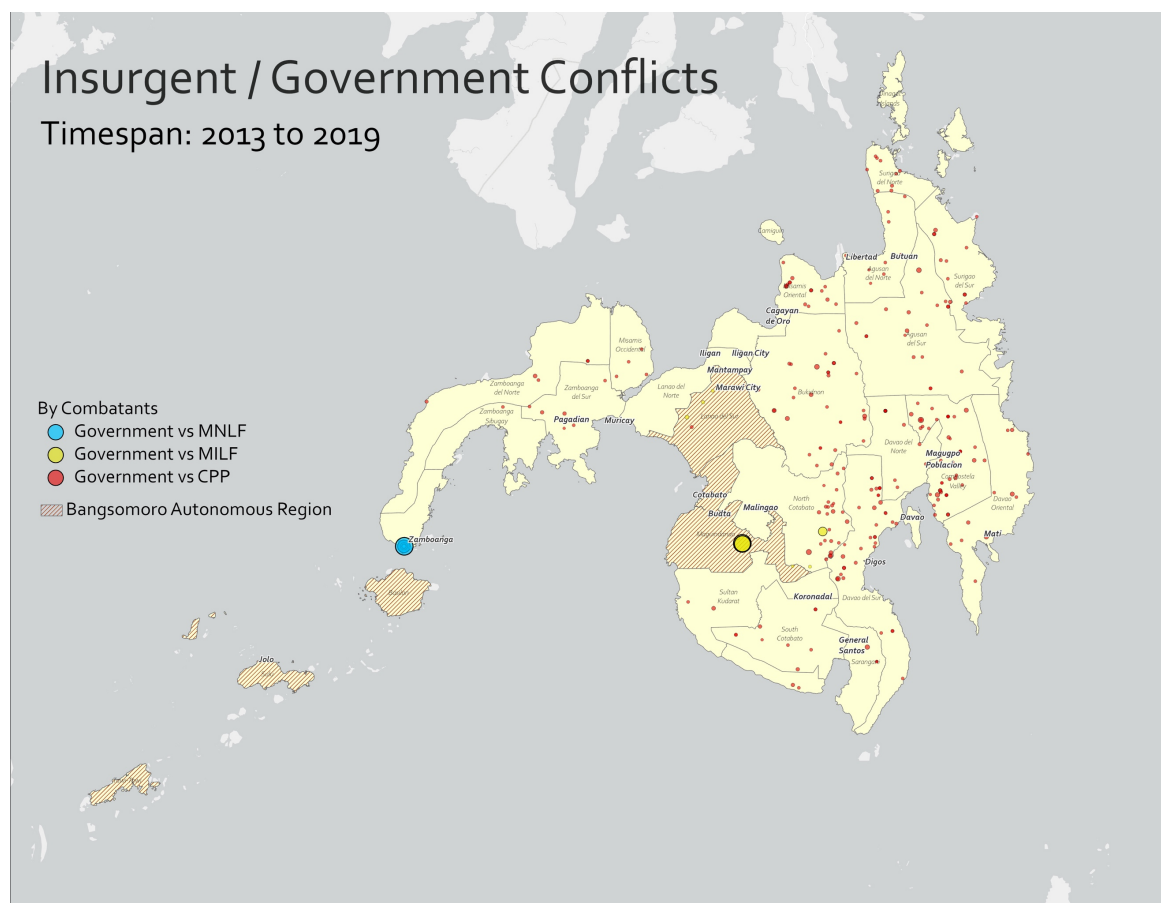 Insurgent / Government Conflicts
Timespan: 2013 to 2019
By Combatants
Government vs MNLF
Government vs MILF
Government vs CPP
Bangsomoro Autonomous Region
Camiguin
Libertad
Butuan
Agusan
del Norte
Surigao
del Sur
Misamis
Oriental
Cagayan
de Oro
Agusan
del Sur
Misamis
Occidental
Iligan
Iligan City
Mantampay
Marawi City
Lanao del
Norte
Lanao del Sur
Bukidnon
Zamboanga
del Norte
Zamboanga
del Sur
Zamboanga
Sibugay
Pagadian
Muricay
Davao del
Norte
Magugpo
Poblacion
Compostela
Valley
Davao
Oriental
Cotabato
Budta
Malingao
North
Cotabato
Davao
Mati
Maguindanao
Zamboanga
Digos
Basilan
Sultan
Kudarat
Koronadal
Davao del Sur
South
Cotabato
General
Santos
Sarangani
Jolo
Sulu